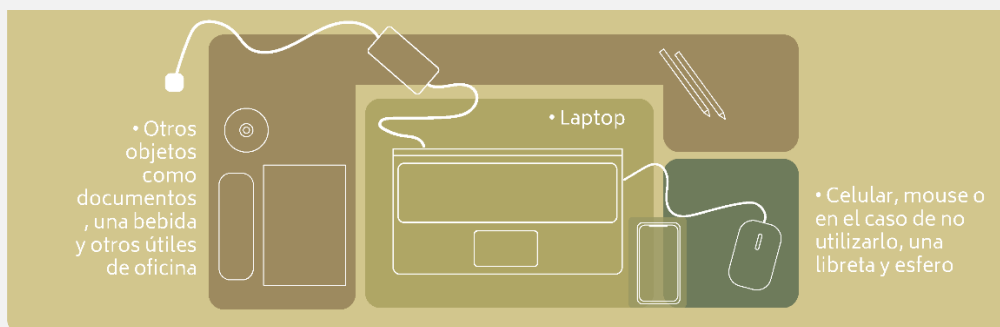 • Otros
objetos
como
documentos
, una bebida
y otros útiles
de oficina
• Laptop
• Celular, mouse o
en el caso de no
utilizarlo, una
libreta y esfero